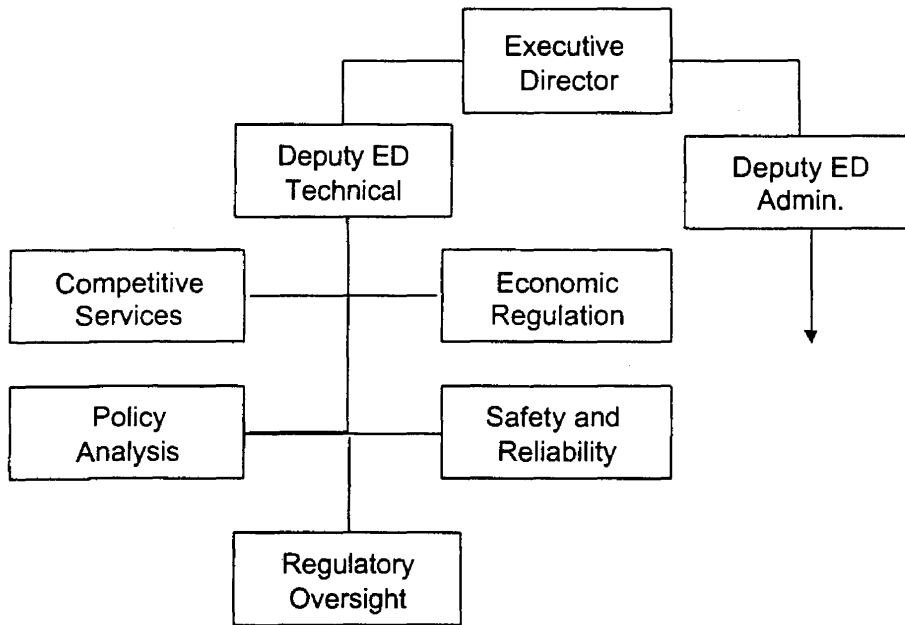 Executive
Director
Deputy ED
Technical
Deputy ED
Admin.
Competitive
Services
Economic
Regulation
Policy
Analysis
Safety and
Reliability
Regulatory
Oversight